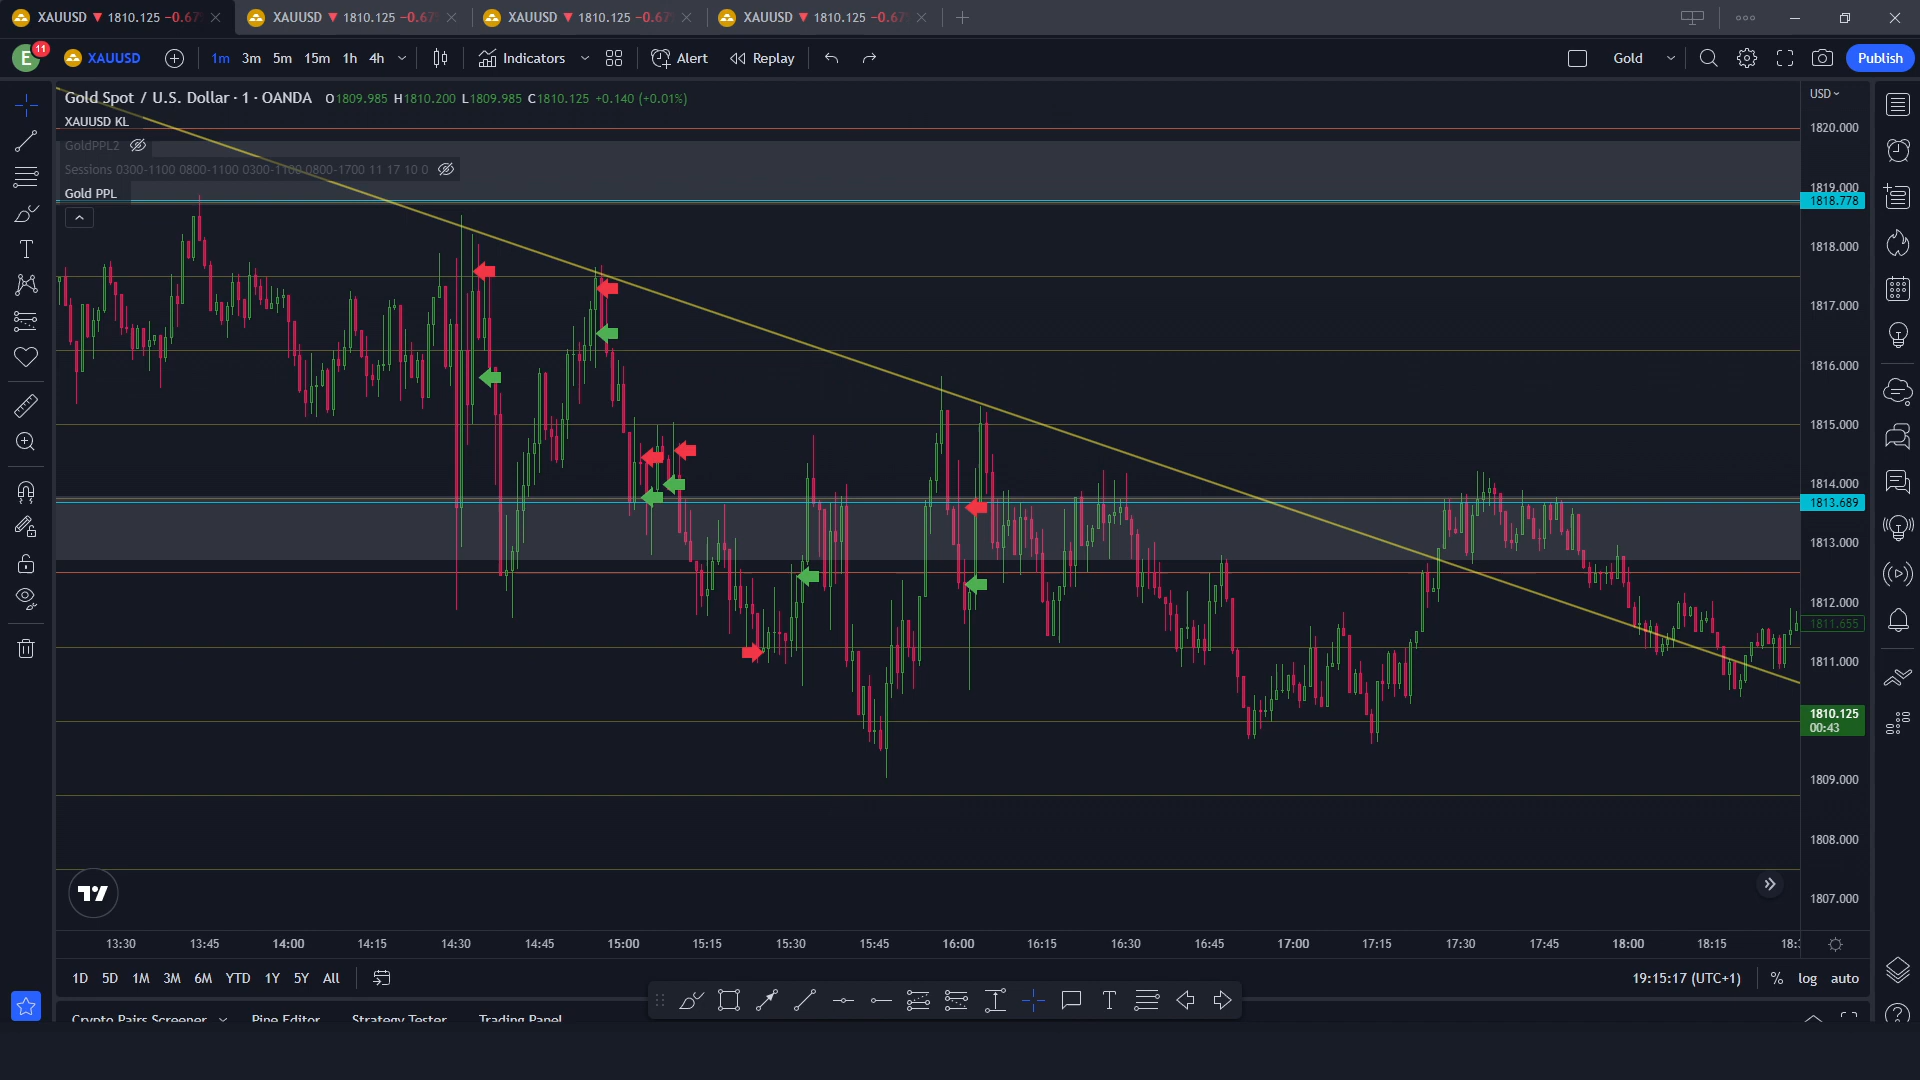 XAUUSD ▼ 1810.125 −0.67
XAUUSD ▼ 1810.125 −0.67
XAUUSD ▼ 1810.125 −0.67
XAUUSD ▼ 1810.125 −0.67
E 11 XAUUSD 1m 3m 5m 15m 1h 4h Indicators Alert Replay Gold Publish
Gold Spot / U.S. Dollar · 1 · OANDA O1809.985 H1810.200 L1809.985 C1810.125 +0.140 (+0.01%)
XAUUSD KL
GoldPPL2
Sessions 0300-1100 0800-1100 0300-1100 0800-1700 11 17 10 0
Gold PPL
USD
1820.000
1819.000
1818.778
1818.000
1817.000
1816.000
1815.000
1814.000
1813.689
1813.000
1812.000
1811.655
1811.000
1810.125
00:43
1809.000
1808.000
1807.000
13:30 13:45 14:00 14:15 14:30 14:45 15:00 15:15 15:30 15:45 16:00 16:15 16:30 16:45 17:00 17:15 17:30 17:45 18:00 18:15 18:
1D 5D 1M 3M 6M YTD 1Y 5Y All 19:15:17 (UTC+1) % log auto
Crypto Pairs Screener Pine Editor Strategy Tester Trading Panel